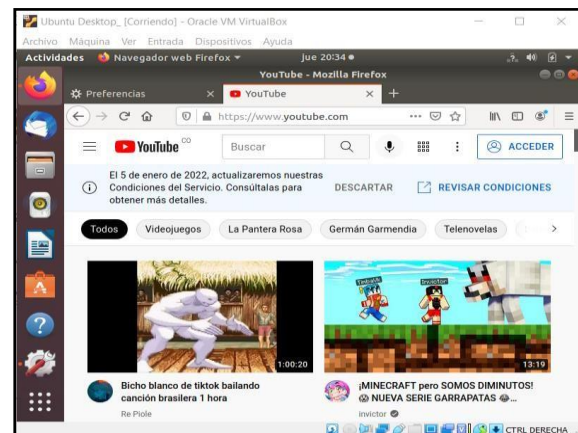 Ubuntu Desktop_ [Corriendo] - Oracle VM VirtualBox
Archivo Máquina Ver Entrada Dispositivos Ayuda
Actividades Navegador web Firefox jue 20:34
YouTube - Mozilla Firefox
Preferencias YouTube
https://www.youtube.com
YouTube CO Buscar ACCEDER
El 5 de enero de 2022, actualizaremos nuestras
Condiciones del Servicio. Consúltalas para
obtener más detalles.
DESCARTAR REVISAR CONDICIONES
Todos Videojuegos La Pantera Rosa Germán Garmendia Telenovelas
Timba Vk
Invictor
1:00:20
13:19
Bicho blanco de tiktok bailando
canción brasilera 1 hora
Re Piole
¡MINECRAFT pero SOMOS DIMINUTOS!
😱 NUEVA SERIE GARRAPATAS 😂...
invictor
CTRL DERECHA